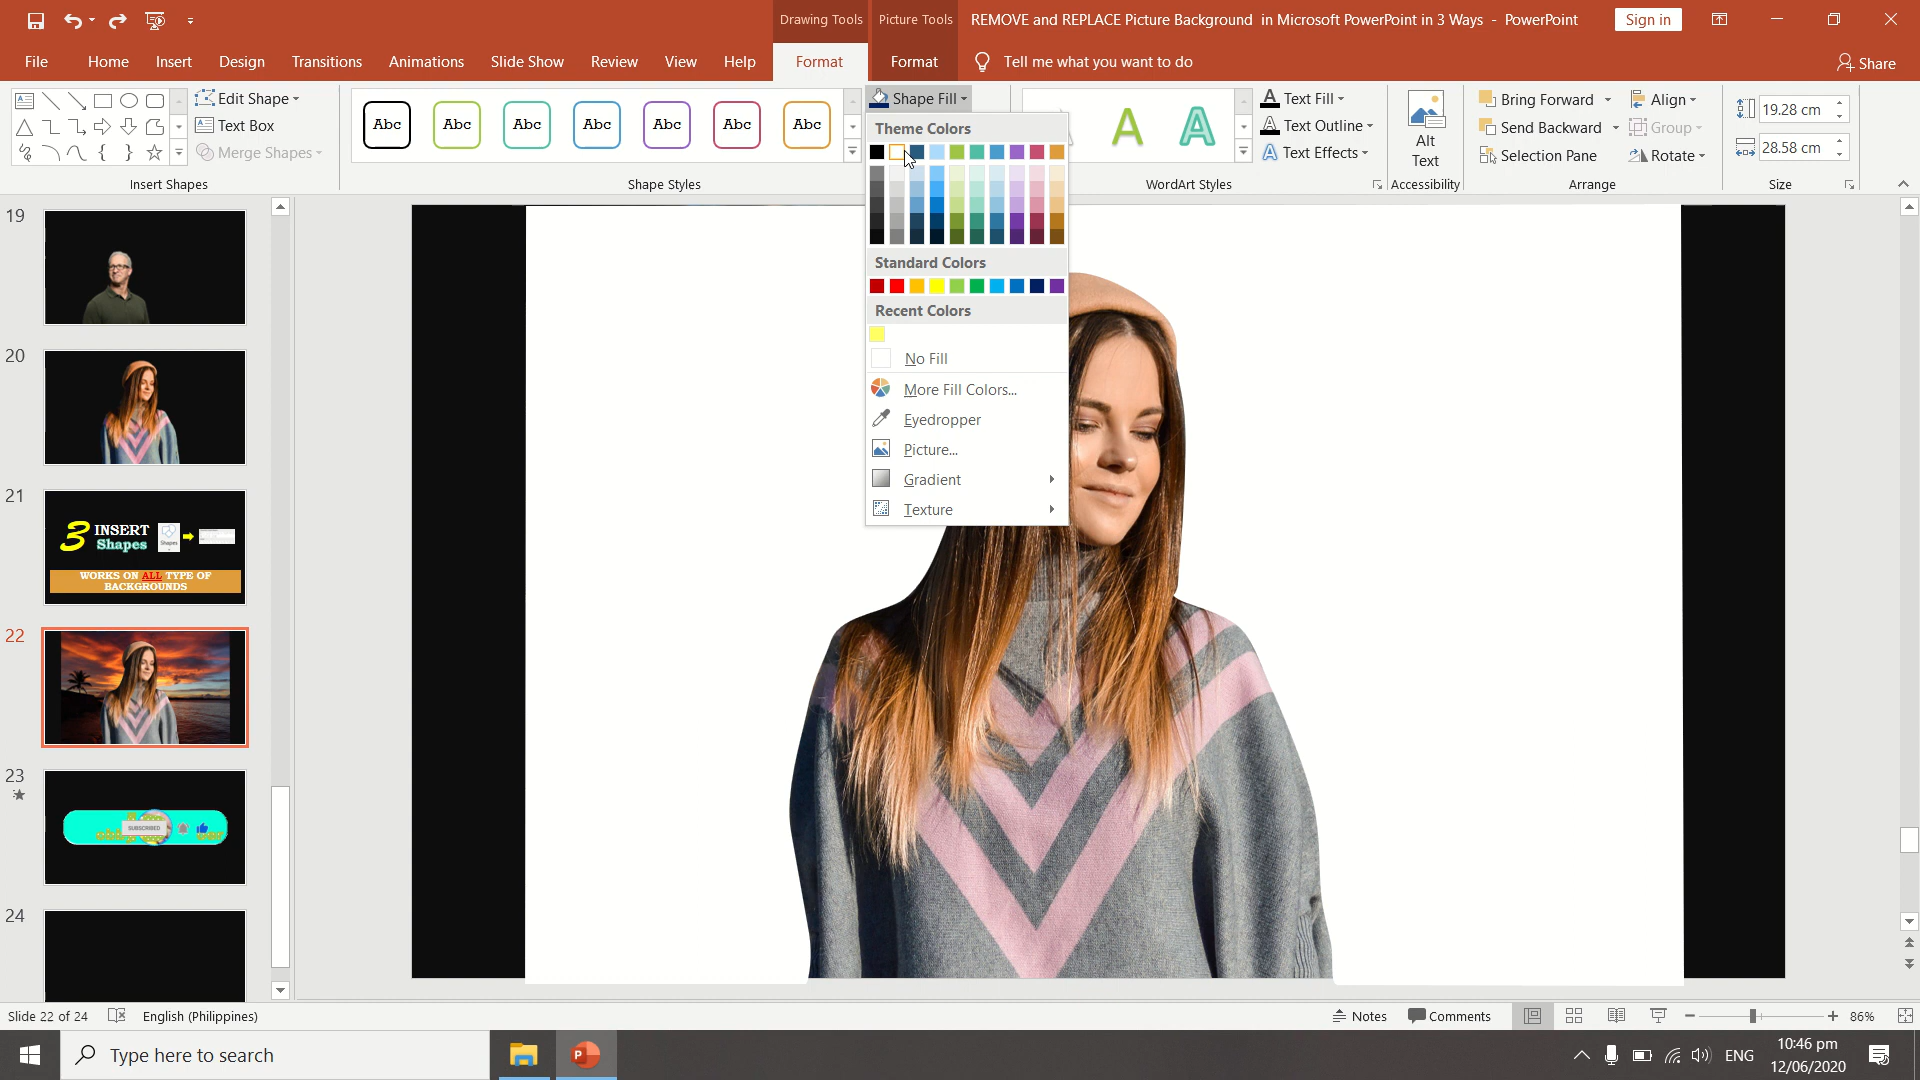 Drawing Tools
Picture Tools
REMOVE and REPLACE Picture Background in Microsoft PowerPoint in 3 Ways - PowerPoint
Sign in
File
Home
Insert
Design
Transitions
Animations
Slide Show
Review
View
Help
Format
Format
Tell me what you want to do
Share
Edit Shape
Text Box
Merge Shapes
Insert Shapes
Abc
Abc
Abc
Abc
Abc
Abc
Abc
Shape Styles
Shape Fill
Theme Colors
Standard Colors
Recent Colors
No Fill
More Fill Colors...
Eyedropper
Picture...
Gradient
Texture
A
A
Text Fill
Text Outline
Text Effects
WordArt Styles
Alt
Text
Accessibility
Bring Forward
Send Backward
Selection Pane
Align
Group
Rotate
Arrange
19.28 cm
28.58 cm
Size
19
20
21
3 INSERT
Shapes
Shapes
WORKS ON ALL TYPE OF
BACKGROUNDS
22
23
SUBSCRIBED
24
Slide 22 of 24
English (Philippines)
Notes
Comments
86%
Type here to search
ENG
10:46 pm
12/06/2020